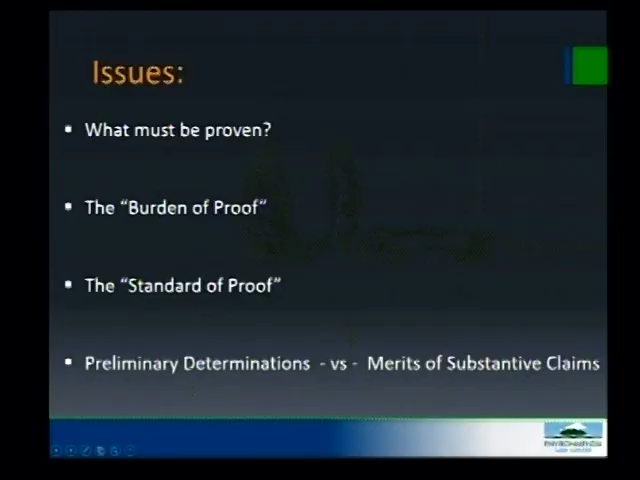 Issues:
What must be proven?
The "Burden of Proof"
The "Standard of Proof"
Preliminary Determinations - vs - Merits of Substantive Claims